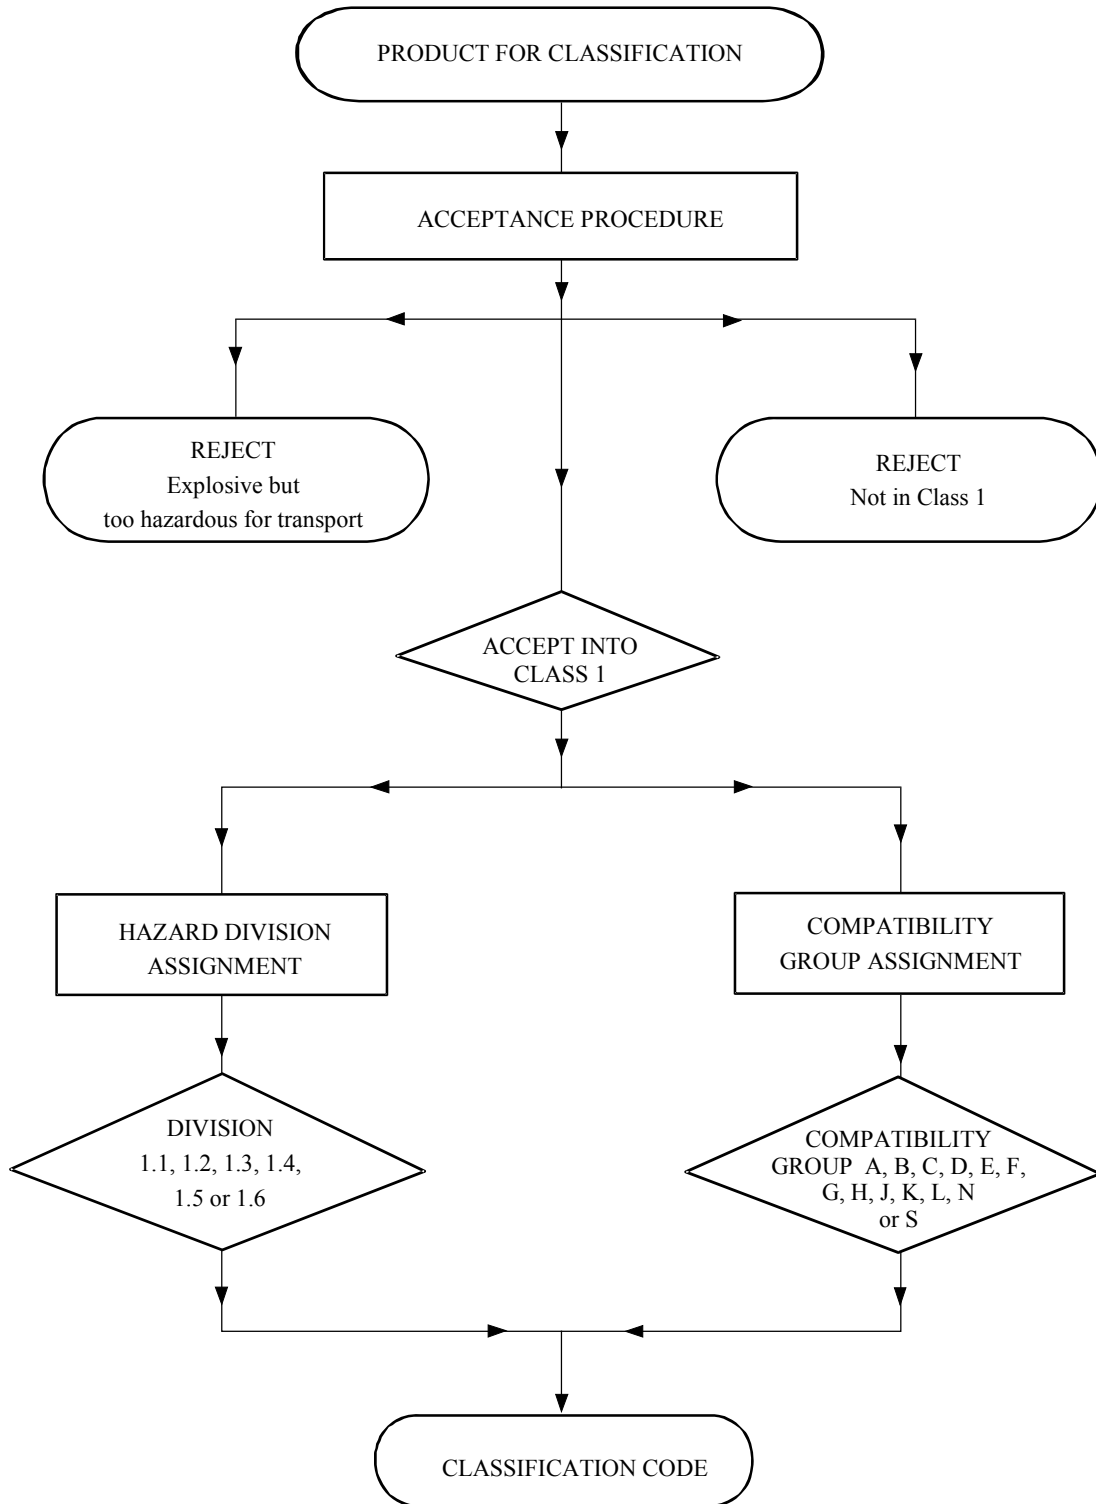 PRODUCT FOR CLASSIFICATION
ACCEPTANCE PROCEDURE
REJECT
Explosive but
too hazardous for transport
REJECT
Not in Class 1
ACCEPT INTO
CLASS 1
HAZARD DIVISION
ASSIGNMENT
COMPATIBILITY
GROUP ASSIGNMENT
DIVISION
1.1, 1.2, 1.3, 1.4,
1.5 or 1.6
COMPATIBILITY
GROUP A, B, C, D, E, F,
G, H, J, K, L, N
or S
CLASSIFICATION CODE